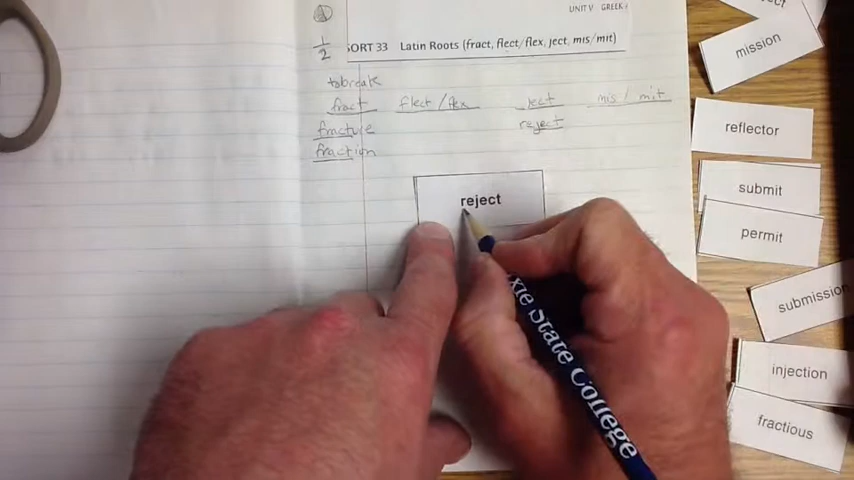 UNIT V GREEK
SORT 33 Latin Roots (fract, flect/flex, ject, mis/mit)
1/2
to break
fract flect/flex ject mis/mit
fracture reject
fraction
reject
mission
reflector
submit
permit
submission
injection
fractious
xie State College